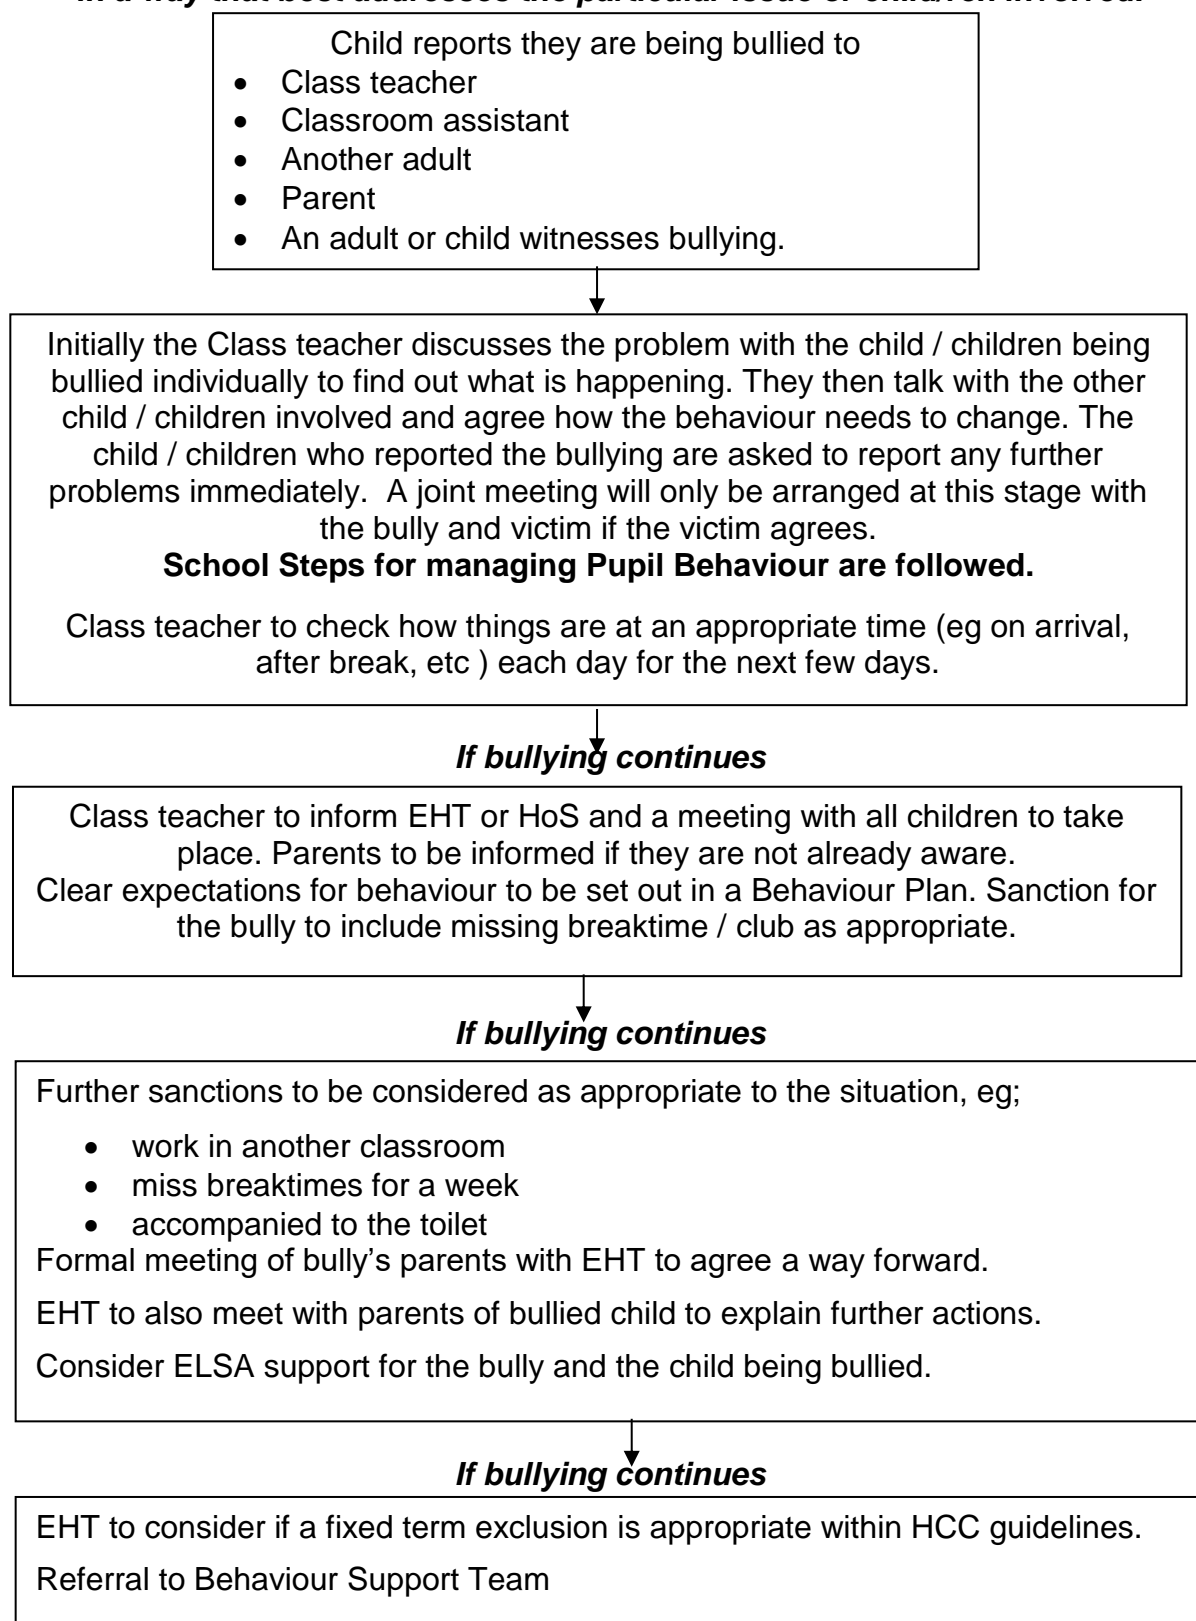 in a way that best addresses the particular issue or child/ren involved.
Child reports they are being bullied to
• Class teacher
• Classroom assistant
• Another adult
• Parent
• An adult or child witnesses bullying.
Initially the Class teacher discusses the problem with the child / children being
bullied individually to find out what is happening. They then talk with the other
child / children involved and agree how the behaviour needs to change. The
child / children who reported the bullying are asked to report any further
problems immediately.  A joint meeting will only be arranged at this stage with
the bully and victim if the victim agrees.
School Steps for managing Pupil Behaviour are followed.
Class teacher to check how things are at an appropriate time (eg on arrival,
after break, etc ) each day for the next few days.
If bullying continues
Class teacher to inform EHT or HoS and a meeting with all children to take
place. Parents to be informed if they are not already aware.
Clear expectations for behaviour to be set out in a Behaviour Plan. Sanction for
the bully to include missing breaktime / club as appropriate.
If bullying continues
Further sanctions to be considered as appropriate to the situation, eg;
• work in another classroom
• miss breaktimes for a week
• accompanied to the toilet
Formal meeting of bully's parents with EHT to agree a way forward.
EHT to also meet with parents of bullied child to explain further actions.
Consider ELSA support for the bully and the child being bullied.
If bullying continues
EHT to consider if a fixed term exclusion is appropriate within HCC guidelines.
Referral to Behaviour Support Team